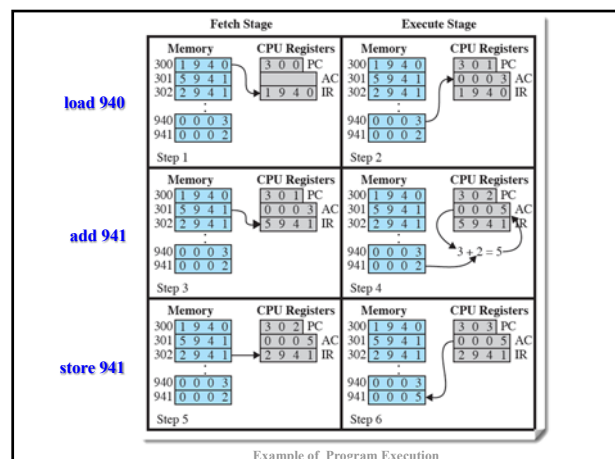 Fetch Stage Execute Stage
Memory CPU Registers Memory CPU Registers
300 1 9 4 0 3 0 0 PC 300 1 9 4 0 3 0 1 PC
301 5 9 4 1 AC 301 5 9 4 1 0 0 0 3 AC
302 2 9 4 1 1 9 4 0 IR 302 2 9 4 1 1 9 4 0 IR
load 940
940 0 0 0 3 940 0 0 0 3
941 0 0 0 2 941 0 0 0 2
Step 1 Step 2
Memory CPU Registers Memory CPU Registers
300 1 9 4 0 3 0 1 PC 300 1 9 4 0 3 0 2 PC
301 5 9 4 1 0 0 0 3 AC 301 5 9 4 1 0 0 0 5 AC
302 2 9 4 1 5 9 4 1 IR 302 2 9 4 1 5 9 4 1 IR
add 941
940 0 0 0 3 940 0 0 0 3 3 + 2 = 5
941 0 0 0 2 941 0 0 0 2
Step 3 Step 4
Memory CPU Registers Memory CPU Registers
300 1 9 4 0 3 0 2 PC 300 1 9 4 0 3 0 3 PC
301 5 9 4 1 0 0 0 5 AC 301 5 9 4 1 0 0 0 5 AC
302 2 9 4 1 2 9 4 1 IR 302 2 9 4 1 2 9 4 1 IR
store 941
940 0 0 0 3 940 0 0 0 3
941 0 0 0 2 941 0 0 0 5
Step 5 Step 6
Example of Program Execution